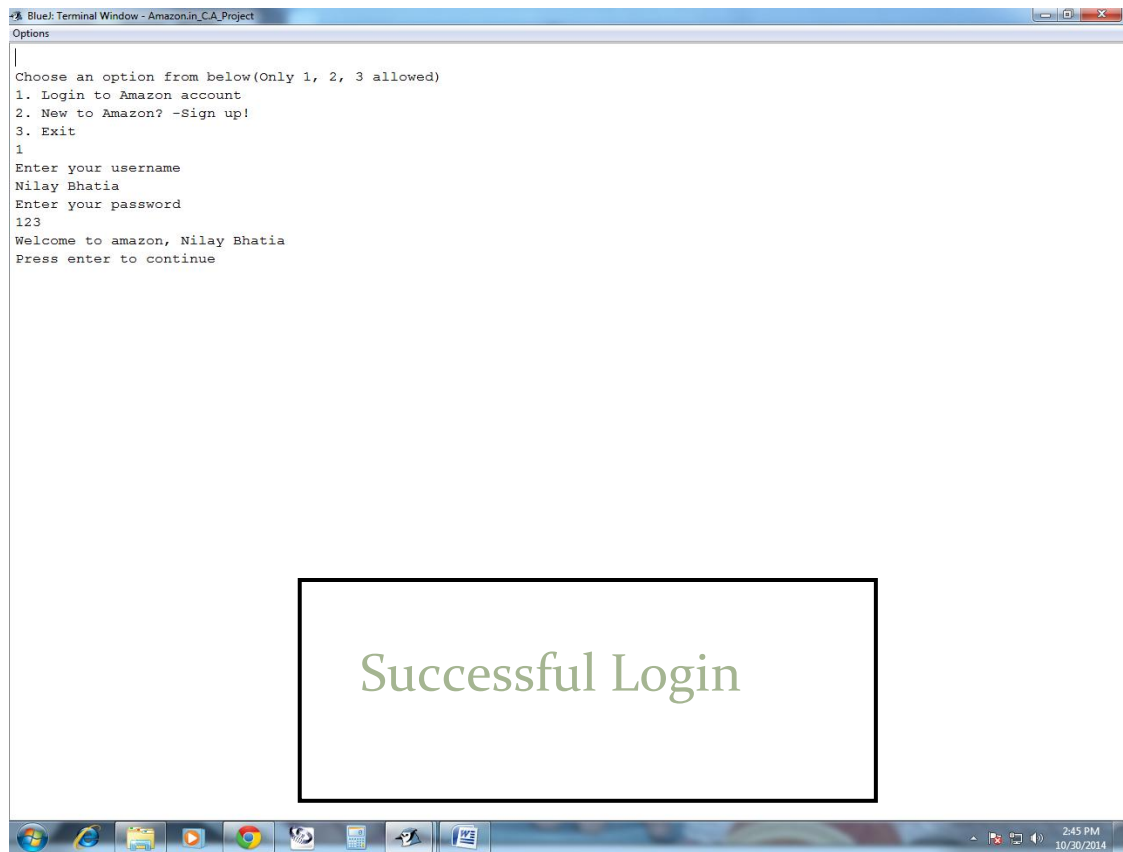 BlueJ: Terminal Window - Amazon.in_C.A_Project
Options
Choose an option from below(Only 1, 2, 3 allowed)
1. Login to Amazon account
2. New to Amazon? -Sign up!
3. Exit
1
Enter your username
Nilay Bhatia
Enter your password
123
Welcome to amazon, Nilay Bhatia
Press enter to continue
Successful Login
2:45 PM
10/30/2014